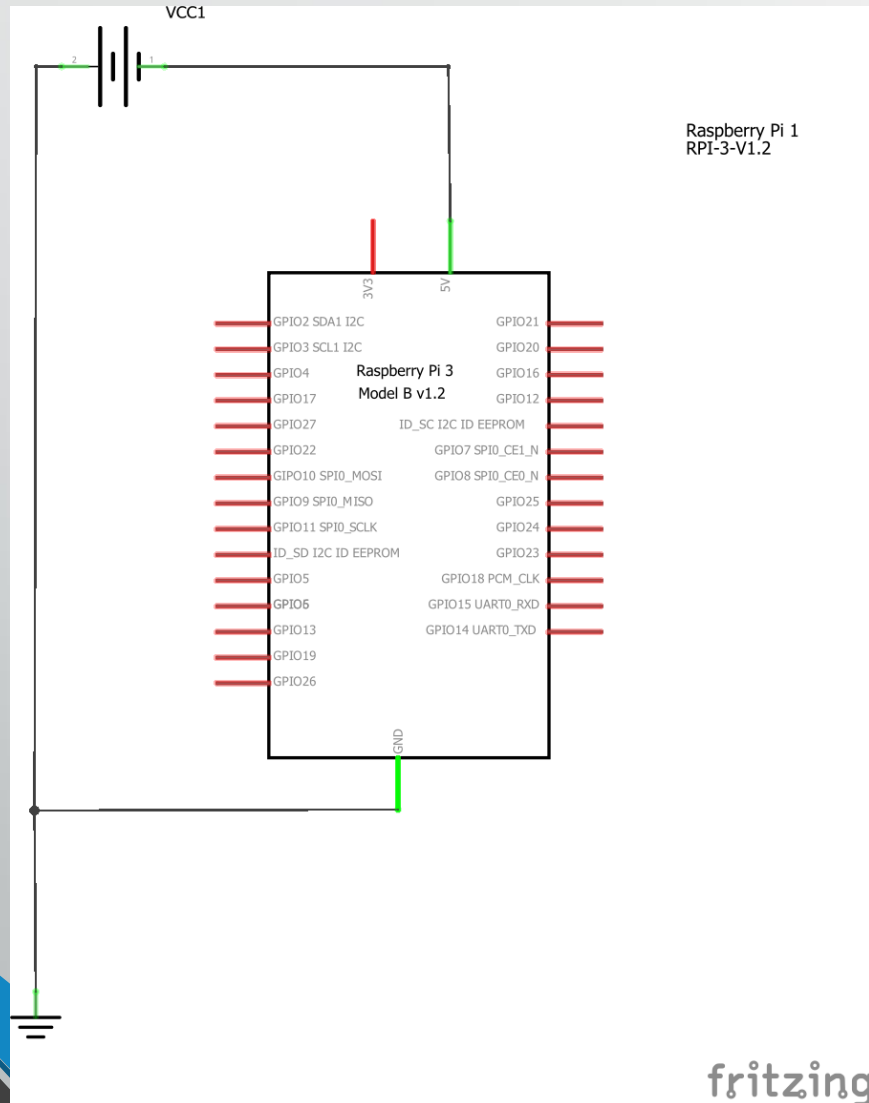 VCC1
2
1
Raspberry Pi 1
RPI-3-V1.2
3V3
5V
GPIO2 SDA1 I2C
GPIO21
GPIO3 SCL1 I2C
GPIO20
GPIO4
Raspberry Pi 3
GPIO16
GPIO17
Model B v1.2
GPIO12
GPIO27
ID_SC I2C ID EEPROM
GPIO22
GPIO7 SPI0_CE1_N
GIPO10 SPI0_MOSI
GPIO8 SPI0_CE0_N
GPIO9 SPI0_MISO
GPIO25
GPIO11 SPI0_SCLK
GPIO24
ID_SD I2C ID EEPROM
GPIO23
GPIO5
GPIO18 PCM_CLK
GPIO6
GPIO15 UART0_RXD
GPIO13
GPIO14 UART0_TXD
GPIO19
GPIO26
GND
fritzing